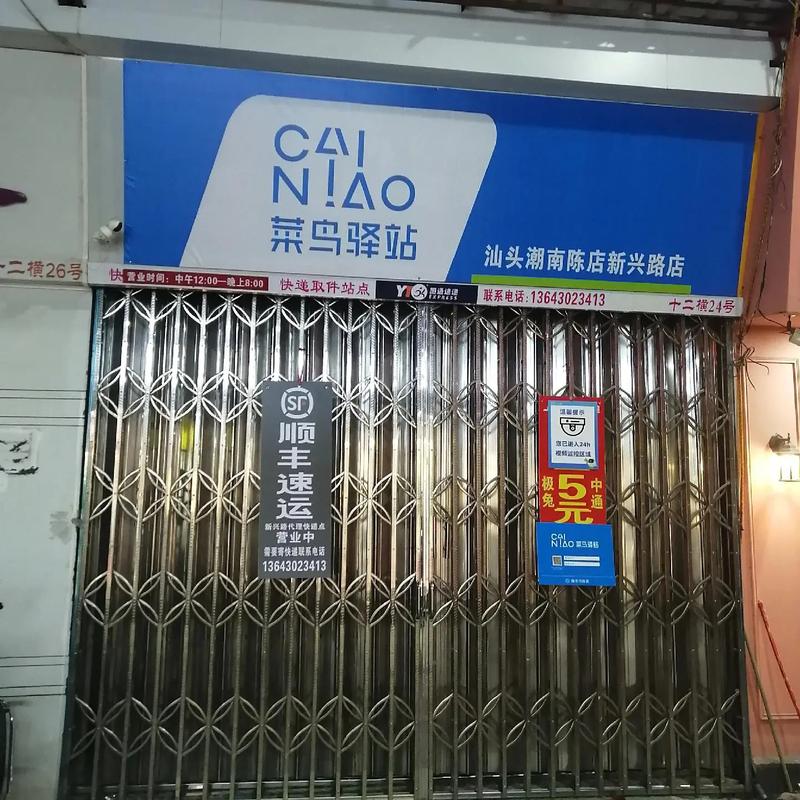 CAI
NIAO
菜鸟驿站
汕头潮南陈店新兴路店
十二横26号
快
营业时间：中午12:00—晚上8:00
快递取件站点
YTO 圆通速递
EXPRESS
联系电话：13643023413
十二横24号
SF
顺丰速运
新兴路代理快递点
营业中
需要寄快递联系电话
13643023413
温馨提示
您已进入24h
视频监控区域
极兔
5元
中通
CAI
NIAO 菜鸟驿站